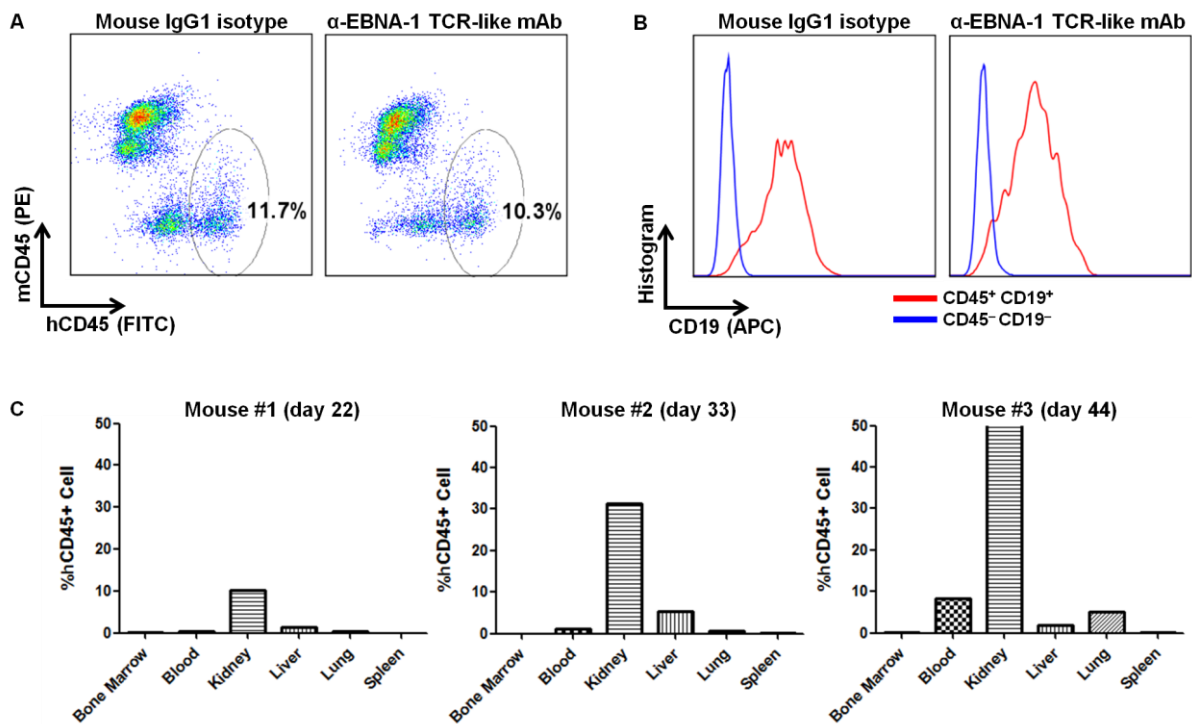 A
Mouse IgG1 isotype
α-EBNA-1 TCR-like mAb
11.7%
10.3%
mCD45 (PE)
hCD45 (FITC)
B
Mouse IgG1 isotype
α-EBNA-1 TCR-like mAb
Histogram
CD19 (APC)
CD45⁺ CD19⁺
CD45⁻ CD19⁻
C
Mouse #1 (day 22)
%hCD45+ Cell
50
40
30
20
10
0
Bone Marrow
Blood
Kidney
Liver
Lung
Spleen
Mouse #2 (day 33)
%hCD45+ Cell
50
40
30
20
10
0
Bone Marrow
Blood
Kidney
Liver
Lung
Spleen
Mouse #3 (day 44)
%hCD45+ Cell
50
40
30
20
10
0
Bone Marrow
Blood
Kidney
Liver
Lung
Spleen